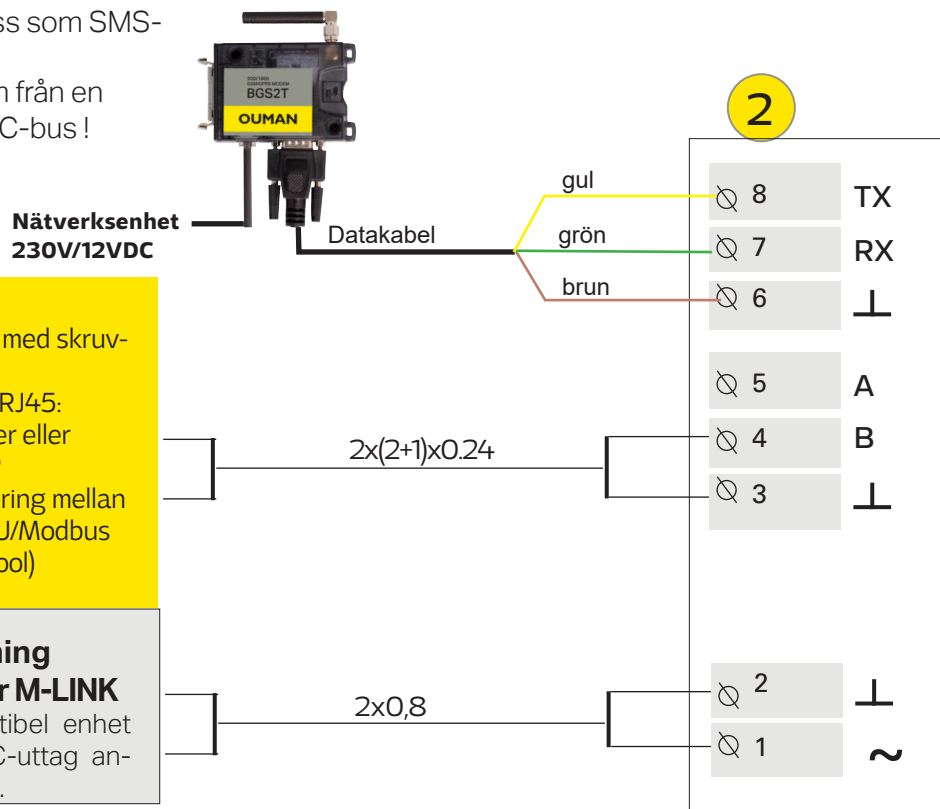 ss som SMS-
från en
C-bus !
BGS2T
OUMAN
Nätverksenhet
230V/12VDC
Datakabel
gul
grön
brun
2
8 TX
7 RX
6 ⊥
5 A
4 B
3 ⊥
2 ⊥
1 ~
med skruv-
RJ45:
er eller
ring mellan
U/Modbus
ool)
2x(2+1)x0.24
ning
r M-LINK
tibel enhet
C-uttag an-
.
2x0,8